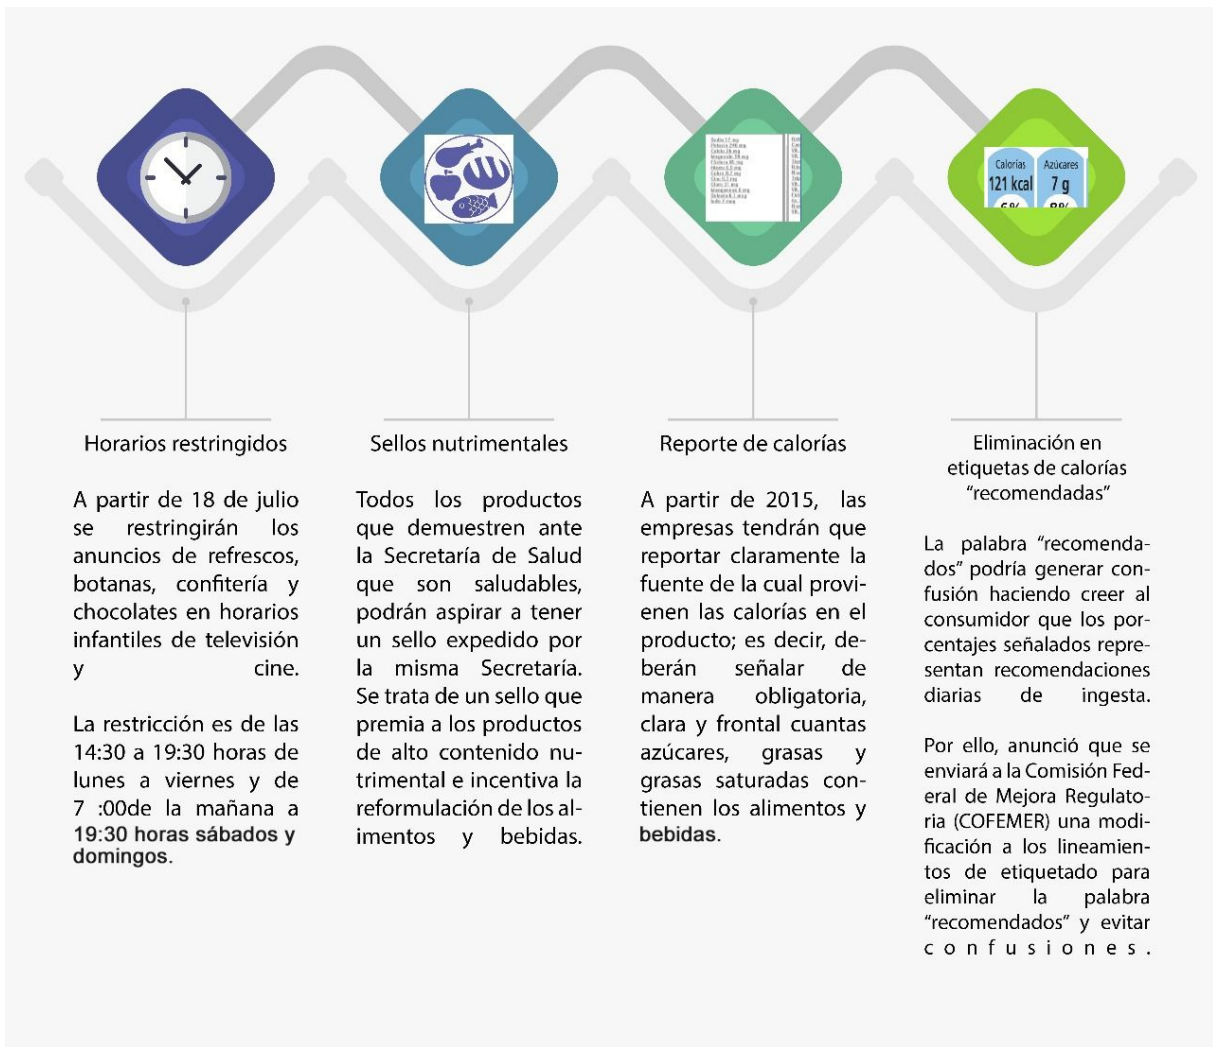 Calorías
121 kcal
Azúcares
7 g
Horarios restringidos
A partir de 18 de julio
se restringirán los
anuncios de refrescos,
botanas, confitería y
chocolates en horarios
infantiles de televisión
y cine.
La restricción es de las
14:30 a 19:30 horas de
lunes a viernes y de
7 :00de la mañana a
19:30 horas sábados y
domingos.
Sellos nutrimentales
Todos los productos
que demuestren ante
la Secretaría de Salud
que son saludables,
podrán aspirar a tener
un sello expedido por
la misma Secretaría.
Se trata de un sello que
premia a los productos
de alto contenido nu-
trimental e incentiva la
reformulación de los al-
imentos y bebidas.
Reporte de calorías
A partir de 2015, las
empresas tendrán que
reportar claramente la
fuente de la cual provi-
enen las calorías en el
producto; es decir, de-
berán señalar de
manera obligatoria,
clara y frontal cuantas
azúcares, grasas y
grasas saturadas con-
tienen los alimentos y
bebidas.
Eliminación en
etiquetas de calorías
“recomendadas”
La palabra “recomenda-
dos” podría generar con-
fusión haciendo creer al
consumidor que los por-
centajes señalados repre-
sentan recomendaciones
diarias de ingesta.
Por ello, anunció que se
enviará a la Comisión Fed-
eral de Mejora Regulato-
ria (COFEMER) una modi-
ficación a los lineamien-
tos de etiquetado para
eliminar la palabra
“recomendados” y evitar
confusiones.